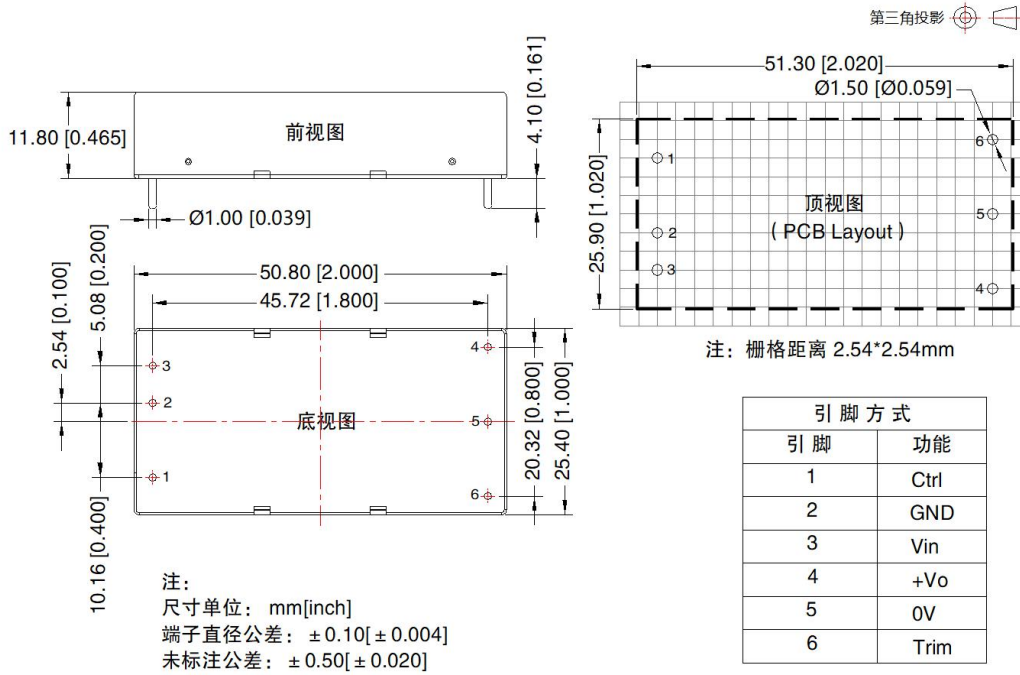 第三角投影
11.80 [0.465]
前视图
4.10 [0.161]
Ø1.00 [0.039]
51.30 [2.020]
Ø1.50 [Ø0.059]
25.90 [1.020]
1
2
3
6
5
4
顶视图
( PCB Layout )
注：栅格距离 2.54*2.54mm
50.80 [2.000]
45.72 [1.800]
2.54 [0.100]
5.08 [0.200]
10.16 [0.400]
3
2
1
4
5
6
底视图
20.32 [0.800]
25.40 [1.000]
引脚方式
引脚 功能
1 Ctrl
2 GND
3 Vin
4 +Vo
5 0V
6 Trim
注：
尺寸单位： mm[inch]
端子直径公差：±0.10[±0.004]
未标注公差：±0.50[±0.020]